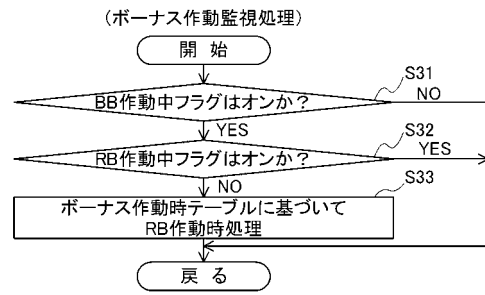 (ボーナス作動監視処理)
開 始
S31
BB作動中フラグはオンか?
NO
YES
S32
RB作動中フラグはオンか?
YES
NO
S33
ボーナス作動時テーブルに基づいて
RB作動時処理
戻 る